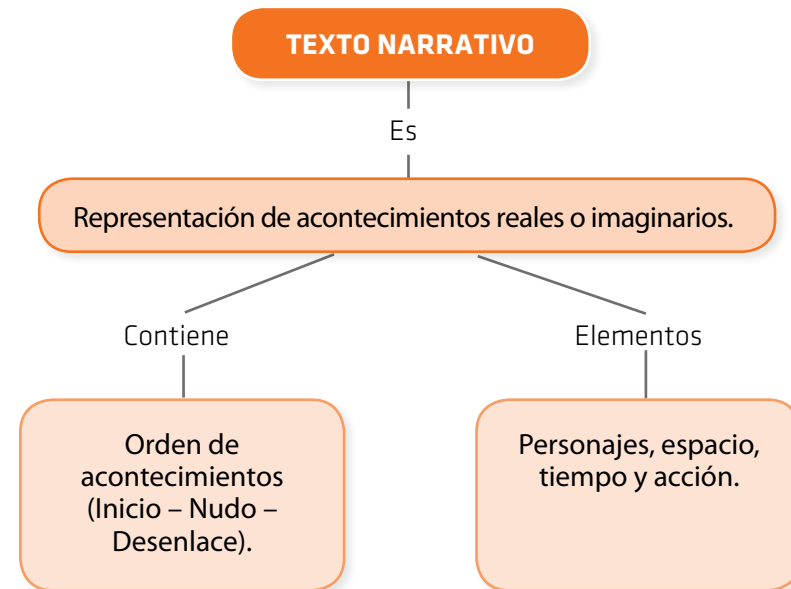 TEXTO NARRATIVO
Es
Representación de acontecimientos reales o imaginarios.
Contiene
Elementos
Orden de
acontecimientos
(Inicio – Nudo –
Desenlace).
Personajes, espacio,
tiempo y acción.